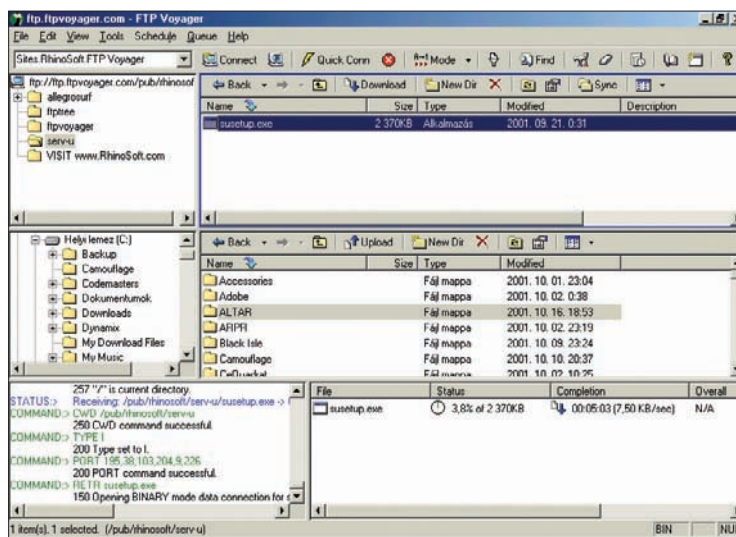 ftp.ftpvoyager.com - FTP Voyager
File Edit View Tools Schedule Queue Help
Sites.RhinoSoft.FTP Voyager Connect Quick Conn Mode Find
ftp://ftp.ftpvoyager.com/pub/rhinosof
allegrosurf
ftptree
ftpvoyager
serv-u
VISIT www.RhinoSoft.com
Back Download New Dir Sync
Name Size Type Modified Description
susetup.exe 2 370KB Alkalmazás 2001. 09. 21. 0:31
Helyi lemez (C:)
Backup
Camouflage
Codemasters
Dokumentumok
Downloads
Dynamix
My Download Files
My Music
Back Upload New Dir
Name Size Type Modified
Accessories Fájl mappa 2001. 10. 01. 23:04
Adobe Fájl mappa 2001. 10. 02. 0:38
ALTAR Fájl mappa 2001. 10. 16. 18:53
ARPR Fájl mappa 2001. 10. 02. 23:19
Black Isle Fájl mappa 2001. 10. 09. 23:24
Camouflage Fájl mappa 2001. 10. 10. 20:37
Fájl mappa 2001. 10. 02. 10:25
257 "/" is current directory.
STATUS:> Receiving: /pub/rhinosoft/serv-u/susetup.exe ->
COMMAND:> CWD /pub/rhinosoft/serv-u
250 CWD command successful.
COMMAND:> TYPE I
200 Type set to I.
COMMAND:> PORT 195,38,103,204,9,226
200 PORT command successful.
COMMAND:> RETR susetup.exe
150 Opening BINARY mode data connection for s
File Status Completion Overall
susetup.exe 3,8% of 2 370KB 00:05:03 (7,50 KB/sec) N/A
1 item(s), 1 selected. (/pub/rhinosoft/serv-u) BIN NU